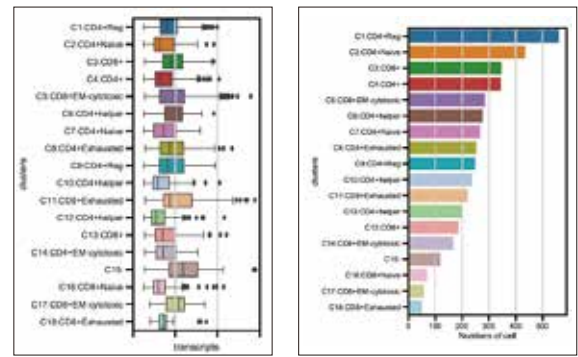 C1:CD4+Reg
C2:CD4+Naive
C3:CD8+
C4:CD4+
C5:CD8+EM-cytotoxic
C6:CD4+helper
C7:CD4+Naive
C8:CD4+Exhausted
C9:CD4+Reg
C10:CD4+helper
C11:CD8+Exhausted
C12:CD4+helper
C13:CD8+
C14:CD4+EM-cytotoxic
C15
C16:CD8+Naive
C17:CD8+EM-cytotoxic
C18:CD8+Exhausted
clusters
transcripts
C1:CD4+Reg
C2:CD4+Naive
C3:CD8+
C4:CD4+
C5:CD8+EM-cytotoxic
C6:CD4+helper
C7:CD4+Naive
C8:CD4+Exhausted
C9:CD4+Reg
C10:CD4+helper
C11:CD8+Exhausted
C12:CD4+helper
C13:CD8+
C14:CD4+EM-cytotoxic
C15
C16:CD8+Naive
C17:CD8+EM-cytotoxic
C18:CD8+Exhausted
clusters
0 100 200 300 400 500 600
Numbers of cell